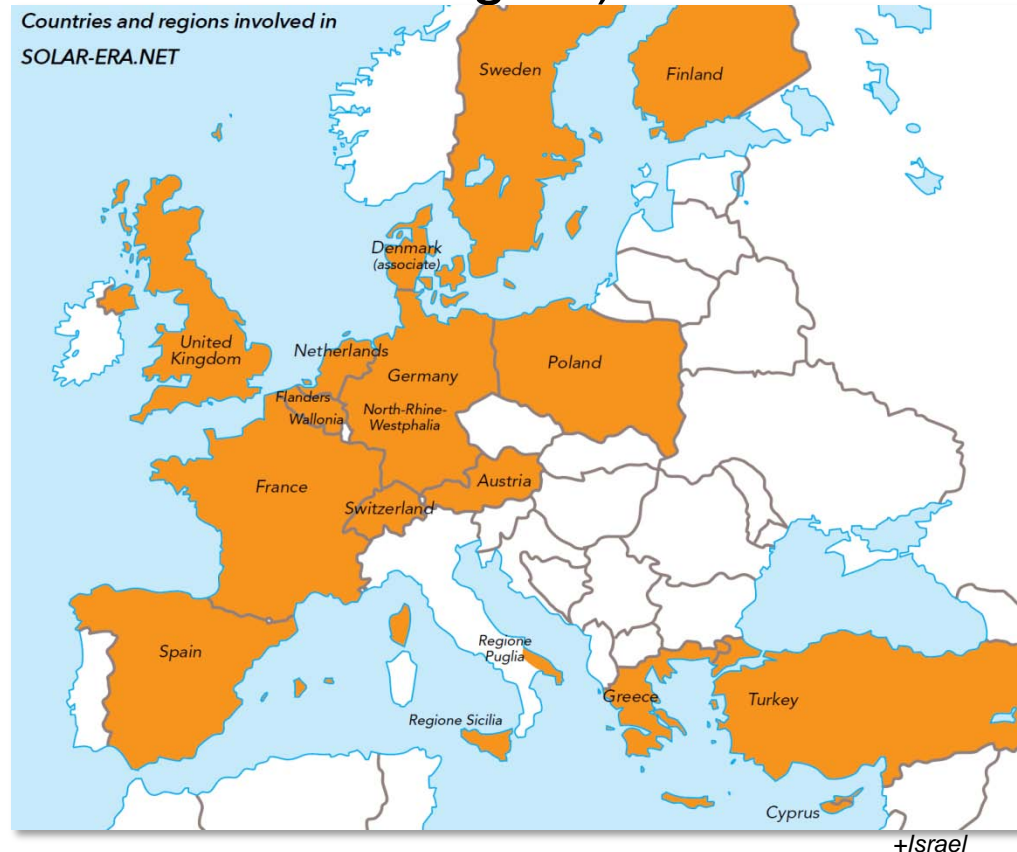 Countries and regions involved in
SOLAR-ERA.NET
Sweden
Finland
Denmark
(associate)
United
Kingdom
Netherlands
Germany
Poland
Flanders
Wallonia
North-Rhine-
Westphalia
France
Austria
Switzerland
Spain
Regione
Puglia
Greece
Turkey
Regione Sicilia
Cyprus
+Israel